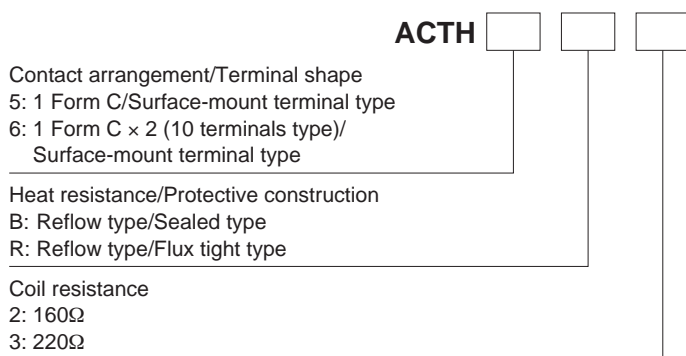 ACTH
Contact arrangement/Terminal shape
5: 1 Form C/Surface-mount terminal type
6: 1 Form C × 2 (10 terminals type)/
Surface-mount terminal type
Heat resistance/Protective construction
B: Reflow type/Sealed type
R: Reflow type/Flux tight type
Coil resistance
2: 160Ω
3: 220Ω